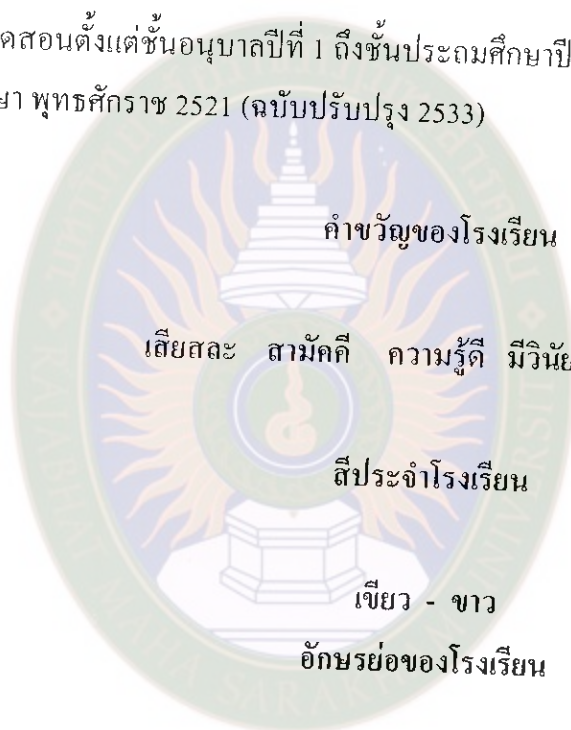 ดสอนตั้งแต่ชั้นอนุบาลปีที่ 1 ถึงชั้นประถมศึกษาปี
ษา พุทธศักราช 2521 (ฉบับปรับปรุง 2533)
คำขวัญของโรงเรียน
เสียสละ สามัคคี ความรู้ดี มีวินัย
สีประจำโรงเรียน
เขียว - ขาว
อักษรย่อของโรงเรียน